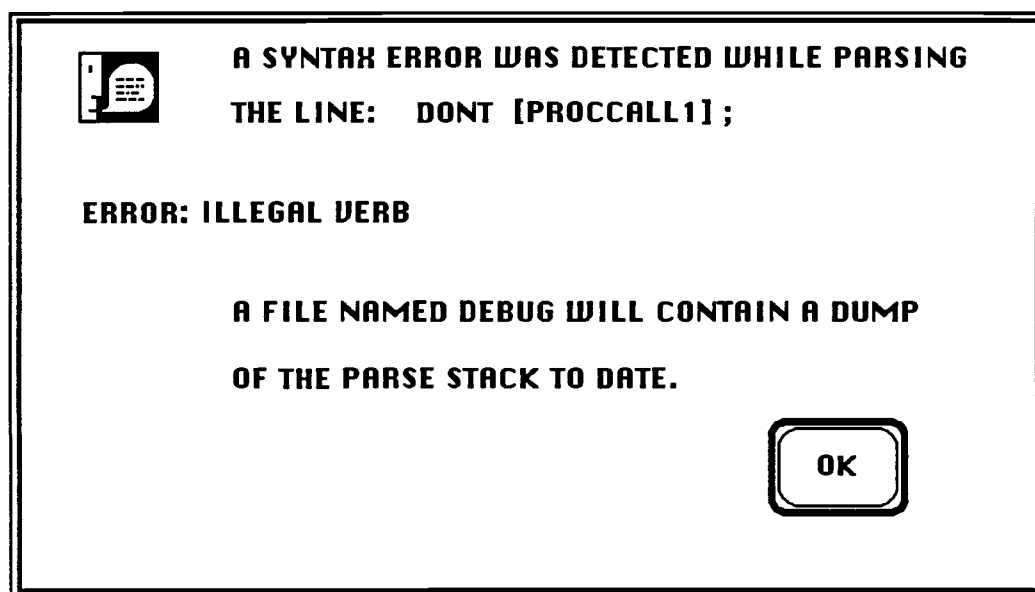 A SYNTAX ERROR WAS DETECTED WHILE PARSING
THE LINE: DONT [PROCCALL1] ;
ERROR: ILLEGAL VERB
A FILE NAMED DEBUG WILL CONTAIN A DUMP
OF THE PARSE STACK TO DATE.
OK